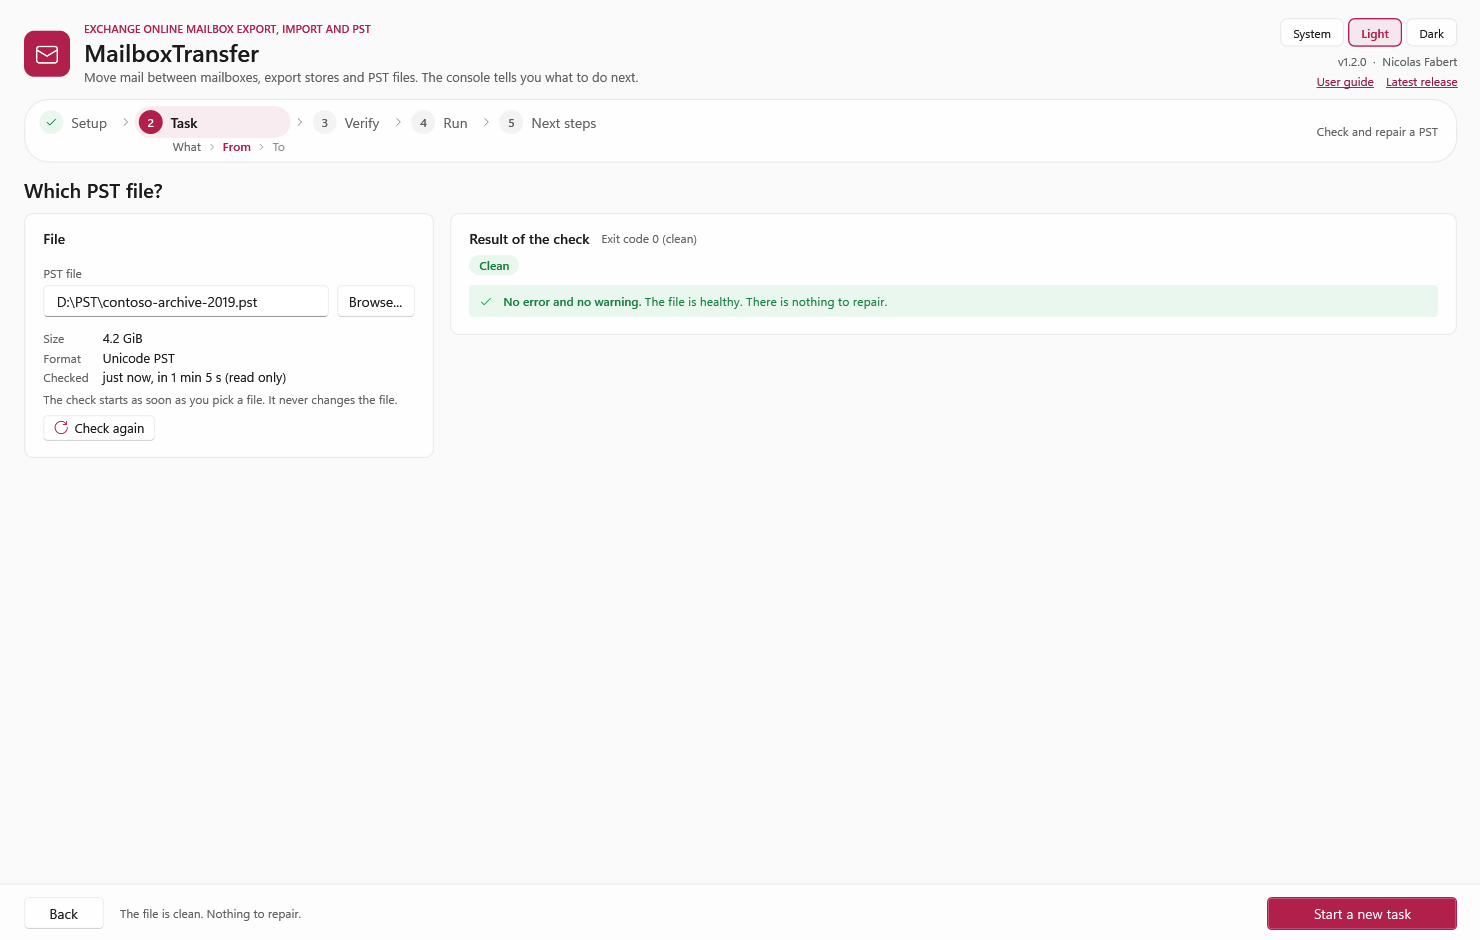 EXCHANGE ONLINE MAILBOX EXPORT, IMPORT AND PST
MailboxTransfer
Move mail between mailboxes, export stores and PST files. The console tells you what to do next.
System Light Dark
v1.2.0 · Nicolas Fabert
User guide Latest release
Setup 2 Task 3 Verify 4 Run 5 Next steps
What From To
Check and repair a PST
Which PST file?
File
PST file
D:\PST\contoso-archive-2019.pst Browse...
Size 4.2 GiB
Format Unicode PST
Checked just now, in 1 min 5 s (read only)
The check starts as soon as you pick a file. It never changes the file.
Check again
Result of the check Exit code 0 (clean)
Clean
No error and no warning. The file is healthy. There is nothing to repair.
Back The file is clean. Nothing to repair. Start a new task